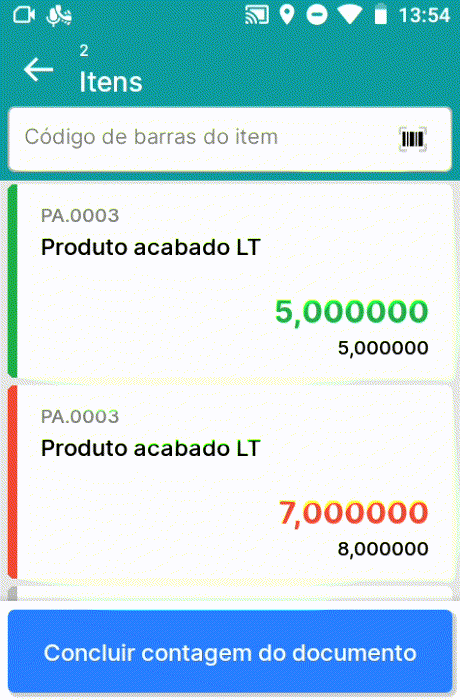 13:54
2
Itens
Código de barras do item
PA.0003
Produto acabado LT
5,000000
5,000000
PA.0003
Produto acabado LT
7,000000
8,000000
Concluir contagem do documento